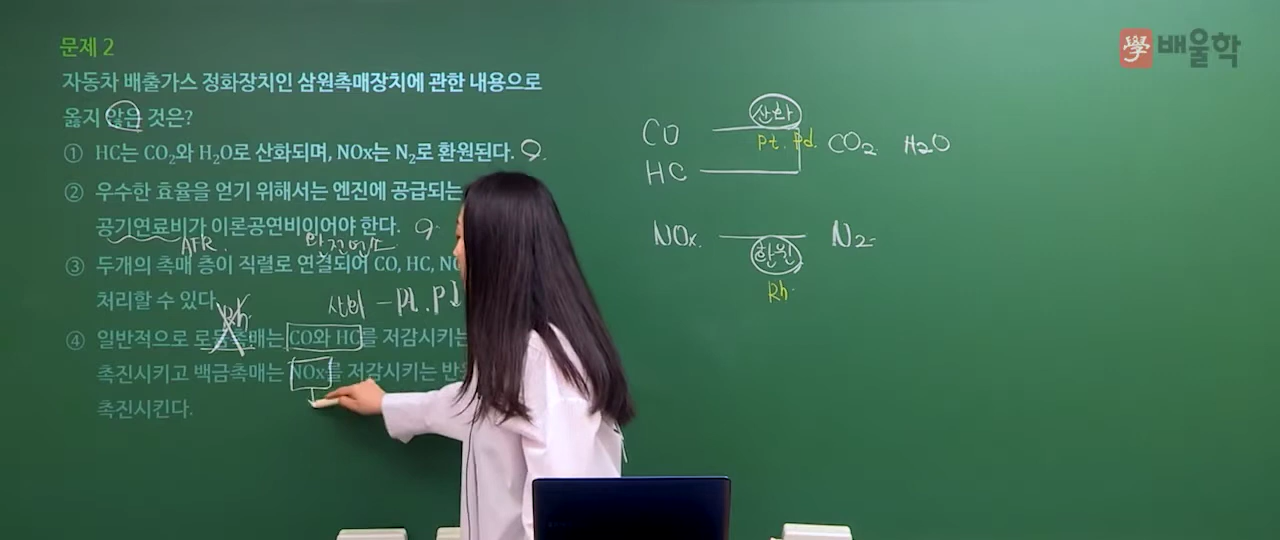 문제 2
자동차 배출가스 정화장치인 삼원촉매장치에 관한 내용으로
옳지 않은 것은?
① HC는 CO₂와 H₂O로 산화되며, NOx는 N₂로 환원된다.
② 우수한 효율을 얻기 위해서는 엔진에 공급되는
공기연료비가 이론공연비이어야 한다.
AFR.
③ 두개의 촉매 층이 직렬로 연결되어 CO, HC,
처리할 수 있다
Rh.
산화 - Pt. Pd
④ 일반적으로 로듐촉매는 CO와 HC를 저감시키는
촉진시키고 백금촉매는 NOx를 저감시키는
촉진시킨다.
學 배울학
산화
CO
Pt. Pd.
CO₂ H₂O
HC
NOx.
N₂
환원
Rh.